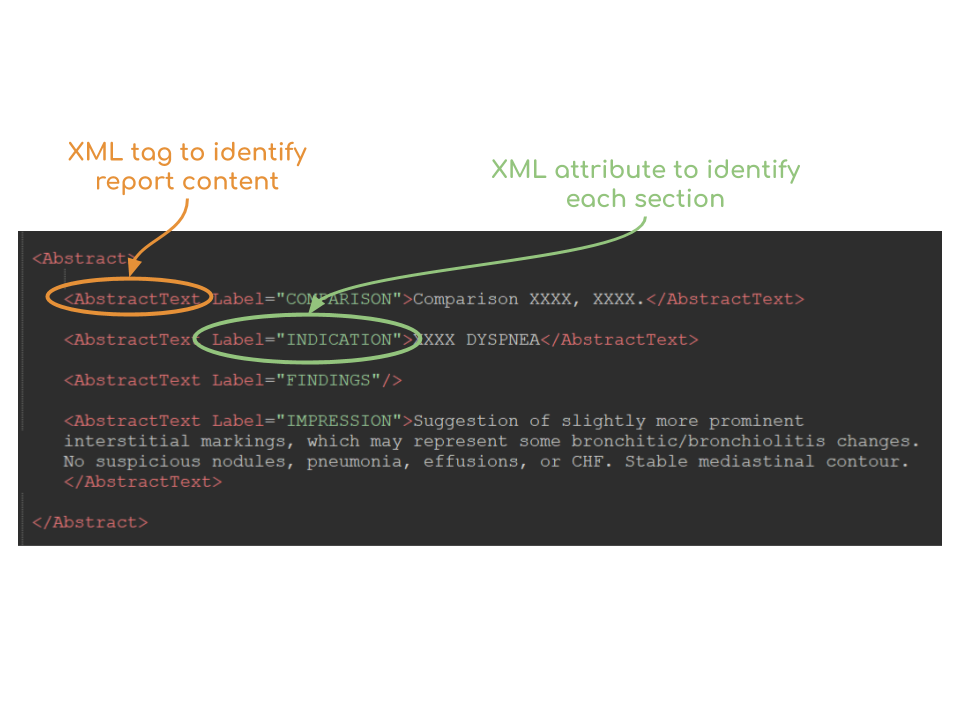 XML tag to identify
report content
XML attribute to identify
each section
<Abstract>
<AbstractText Label="COMPARISON">Comparison XXXX, XXXX.</AbstractText>
<AbstractText Label="INDICATION">XXXX DYSPNEA</AbstractText>
<AbstractText Label="FINDINGS"/>
<AbstractText Label="IMPRESSION">Suggestion of slightly more prominent
interstitial markings, which may represent some bronchitic/bronchiolitis changes.
No suspicious nodules, pneumonia, effusions, or CHF. Stable mediastinal contour.
</AbstractText>
</Abstract>